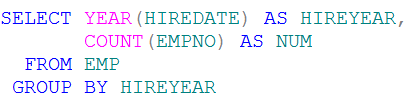 SELECT YEAR(HIREDATE) AS HIREYEAR,
COUNT(EMPNO) AS NUM
FROM EMP
GROUP BY HIREYEAR